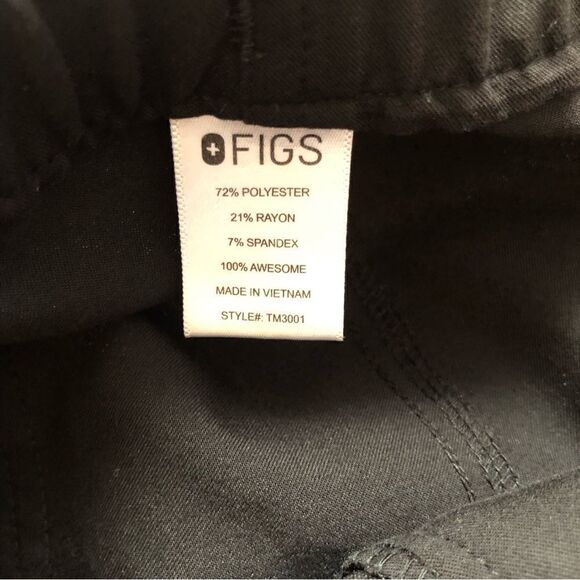 FIGS
72% POLYESTER
21% RAYON
7% SPANDEX
100% AWESOME
MADE IN VIETNAM
STYLE#: TM3001